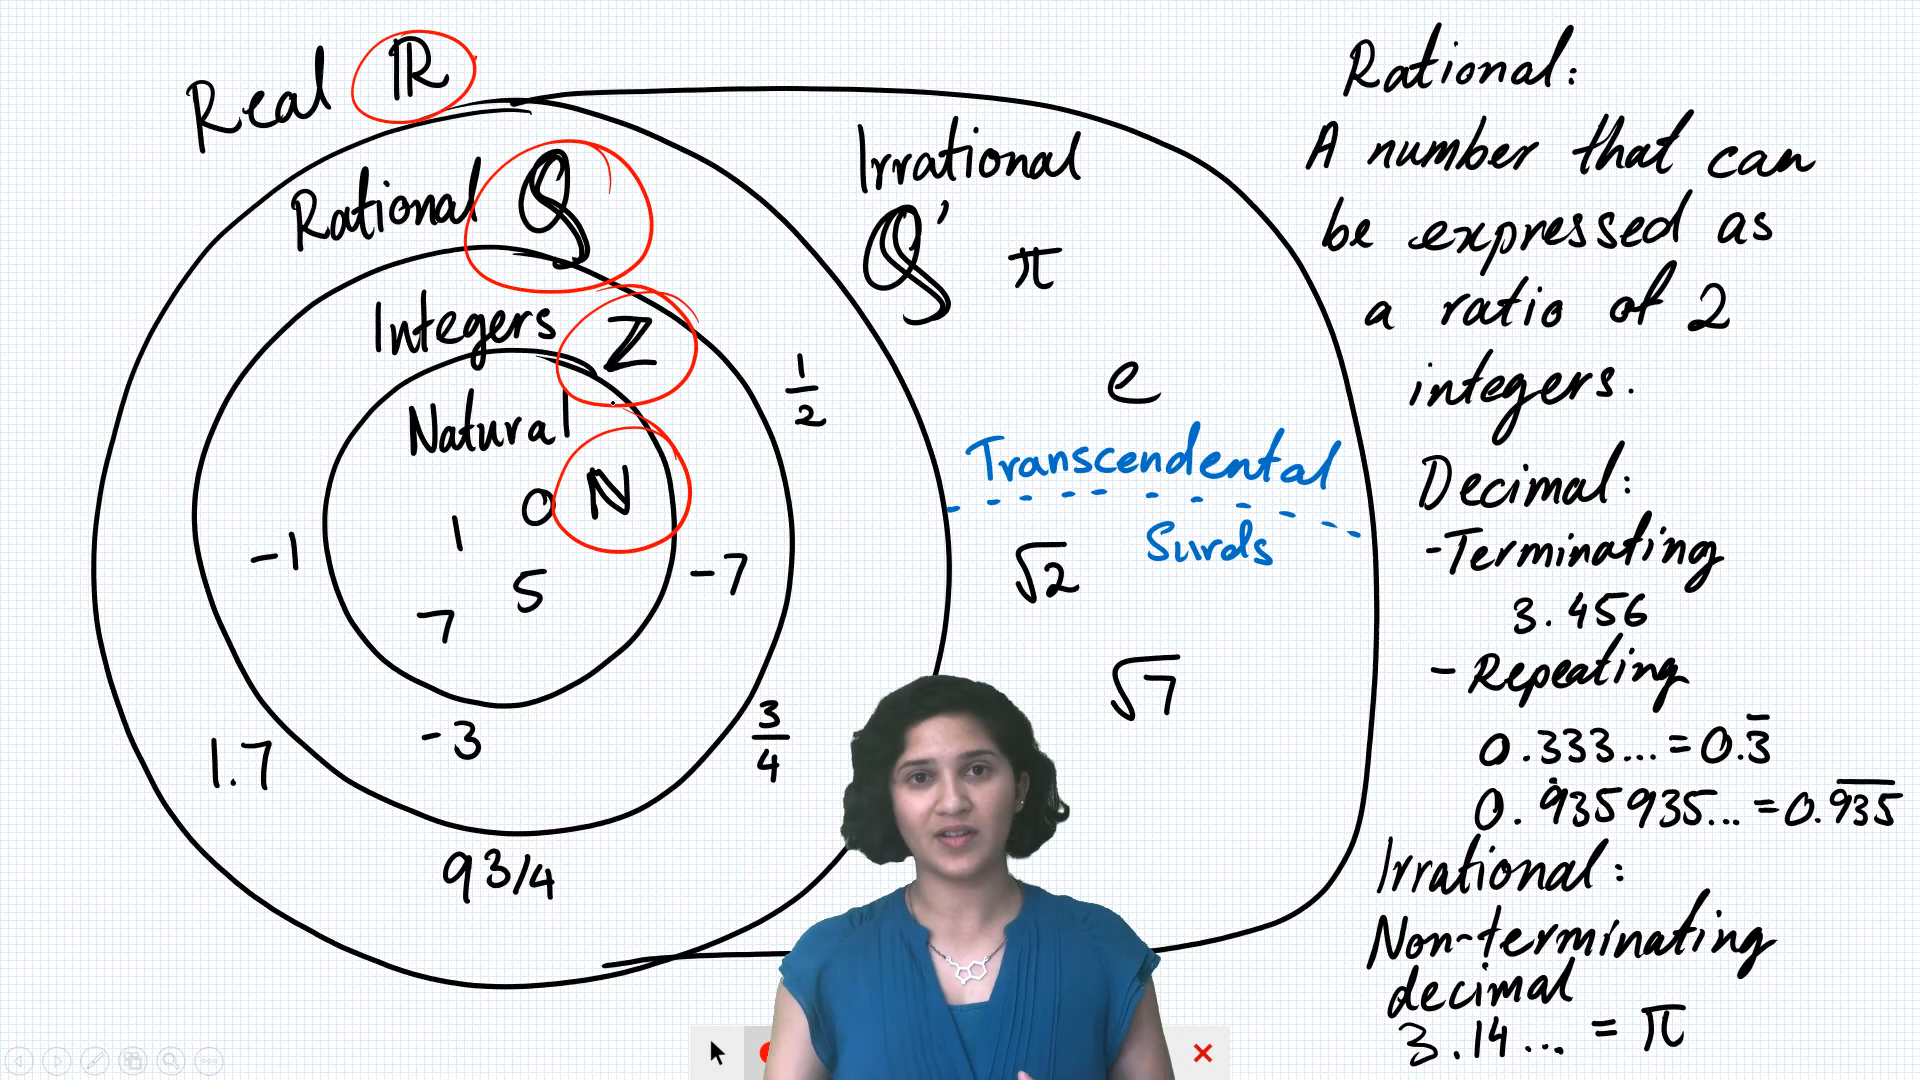 Real ℝ
Rational ℚ
Integers ℤ
Natural ℕ
0
1
5
7
-1
-7
-3
1/2
3/4
1.7
93/4
Irrational
ℚ'
π
e
Transcendental
Surds
√2
√7
Rational:
A number that can
be expressed as
a ratio of 2
integers.
Decimal:
-Terminating
3.456
- Repeating
0.333... = 0.3̅
0.9̇35935... = 0.9̅3̅5̅
Irrational:
Non-terminating
decimal
3.14... = π